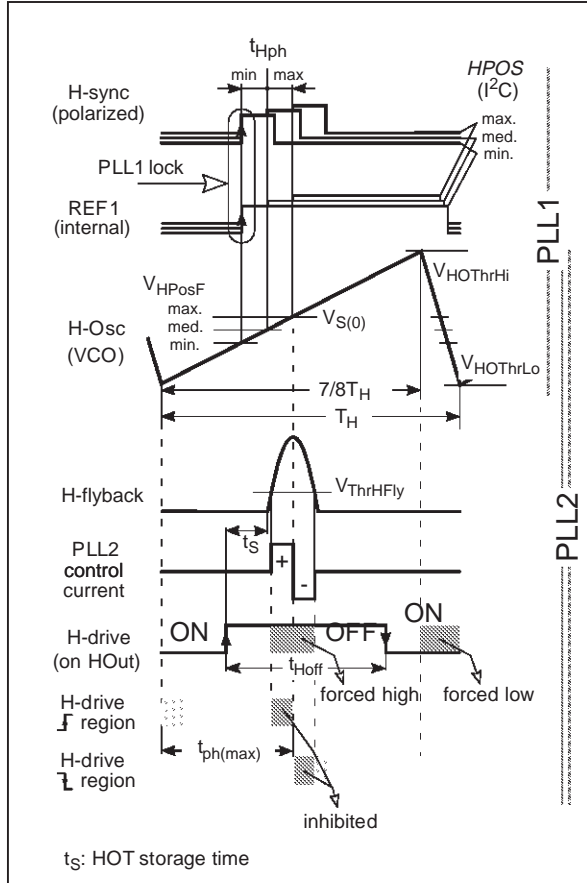 tHph
min max
HPOS
(I²C)
H-sync
(polarized)
max.
med.
min.
PLL1 lock
REF1
(internal)
PLL1
VHPosF
max.
med.
min.
VHOThrHi
VS(0)
H-Osc
(VCO)
VHOThrLo
7/8TH
TH
PLL2
H-flyback
VThrHFly
tS
PLL2
control
current
+
-
H-drive
(on HOut)
ON
OFF
ON
tHoff
forced high
forced low
H-drive
region
tph(max)
H-drive
region
inhibited
tS: HOT storage time